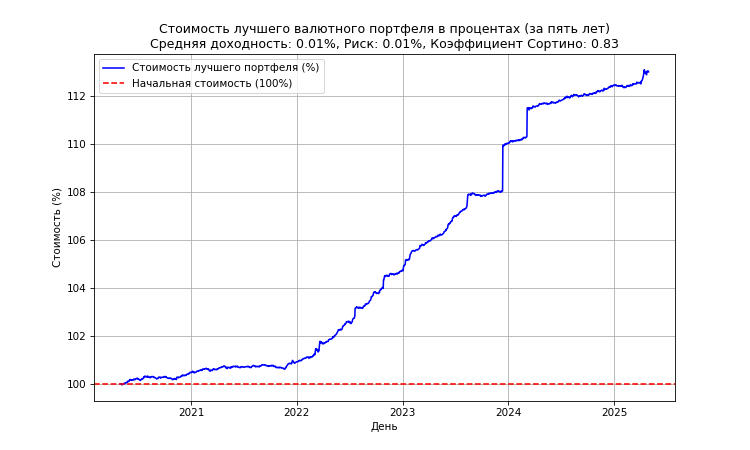 Стоимость лучшего валютного портфеля в процентах (за пять лет)
Средняя доходность: 0.01%, Риск: 0.01%, Коэффициент Сортино: 0.83
Стоимость лучшего портфеля (%)
Начальная стоимость (100%)
Стоимость (%)
112
110
108
106
104
102
100
2021
2022
2023
2024
2025
День